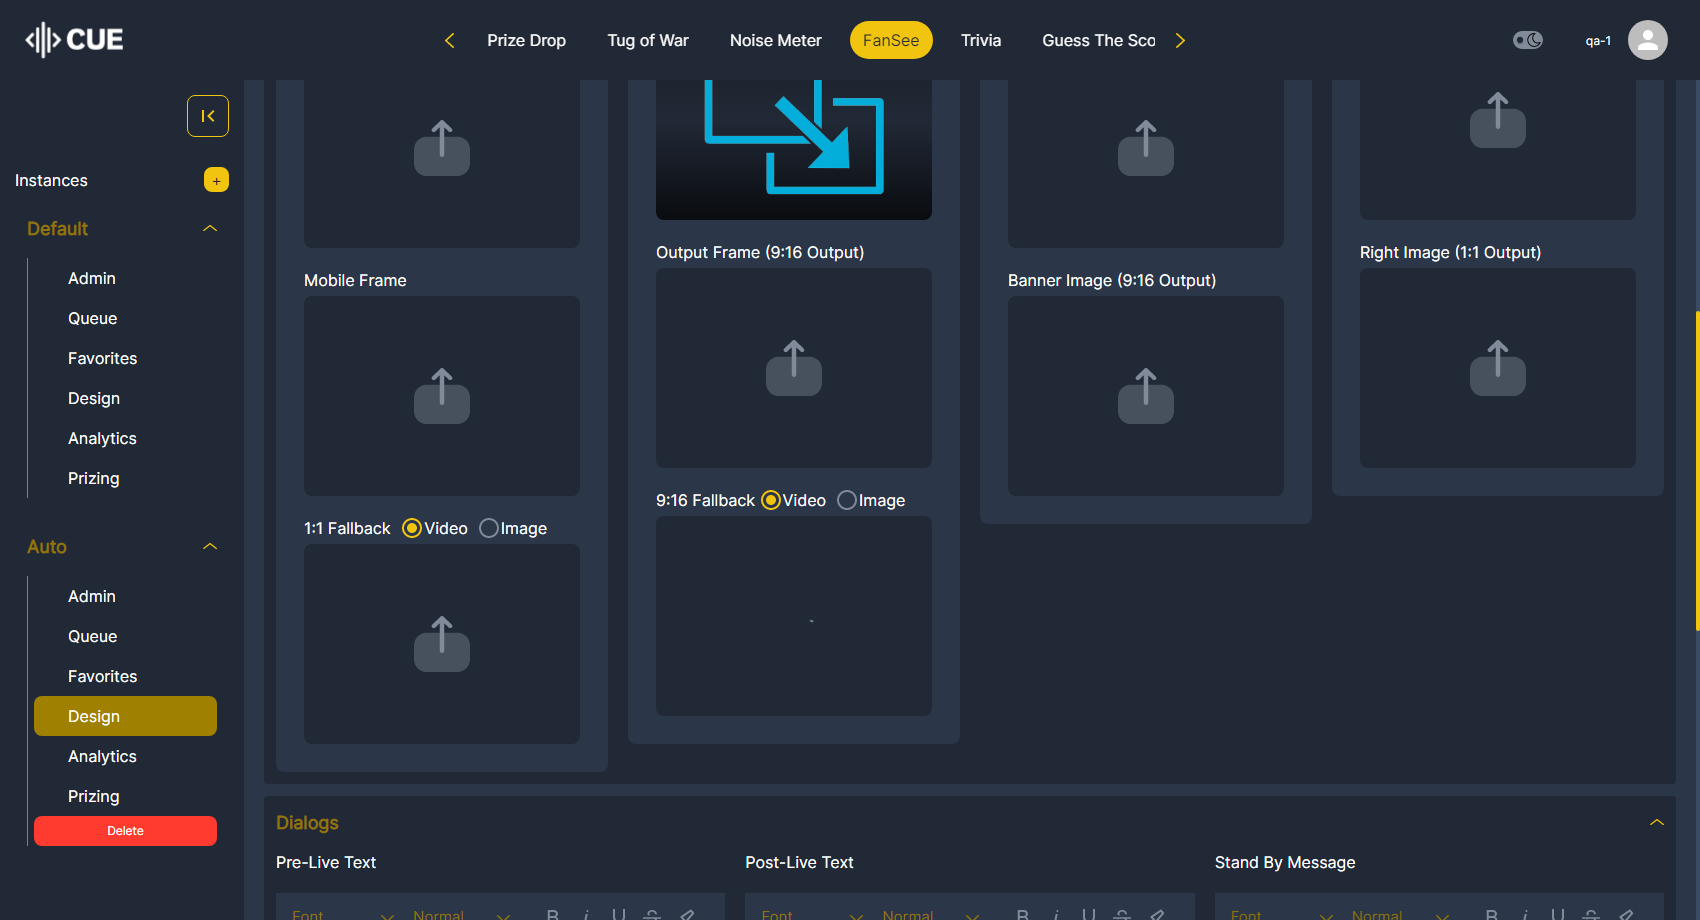 CUE
Prize Drop
Tug of War
Noise Meter
FanSee
Trivia
Guess The Sco
qa-1
Instances
+
Default
Admin
Queue
Favorites
Design
Analytics
Prizing
Auto
Admin
Queue
Favorites
Design
Analytics
Prizing
Delete
Mobile Frame
1:1 Fallback Video Image
Output Frame (9:16 Output)
9:16 Fallback Video Image
Banner Image (9:16 Output)
Right Image (1:1 Output)
Dialogs
Pre-Live Text
Font Normal B i U S
Post-Live Text
Font Normal B i U S
Stand By Message
Font Normal B i U S